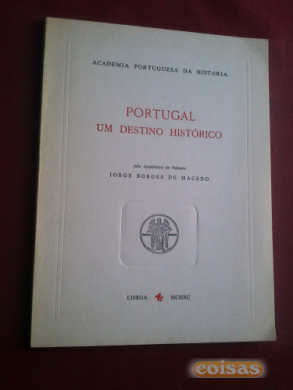 ACADEMIA PORTUGUESA DA HISTÓRIA
PORTUGAL
UM DESTINO HISTÓRICO
pelo Académico de Número
JORGE BORGES DE MACEDO
LISBOA MCMXC
coisas